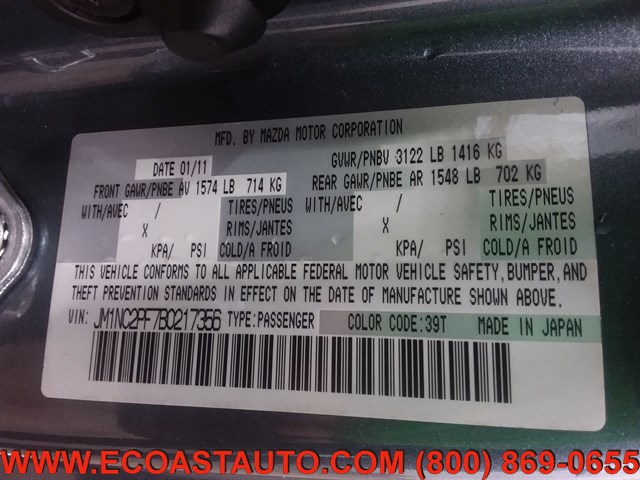 MFD. BY MAZDA MOTOR CORPORATION
DATE 01/11 GVWR/PNBV 3122 LB 1416 KG
FRONT GAWR/PNBE AV 1574 LB 714 KG REAR GAWR/PNBE AR 1548 LB 702 KG
WITH/AVEC / TIRES/PNEUS WITH/AVEC / TIRES/PNEUS
X RIMS/JANTES X RIMS/JANTES
KPA/ PSI COLD/A FROID KPA/ PSI COLD/A FROID
THIS VEHICLE CONFORMS TO ALL APPLICABLE FEDERAL MOTOR VEHICLE SAFETY,BUMPER,AND
THEFT PREVENTION STANDARDS IN EFFECT ON THE DATE OF MANUFACTURE SHOWN ABOVE.
VIN: JM1NC2PF7B0217356 TYPE:PASSENGER COLOR CODE:39T MADE IN JAPAN
WWW.ECOASTAUTO.COM (800) 869-0655